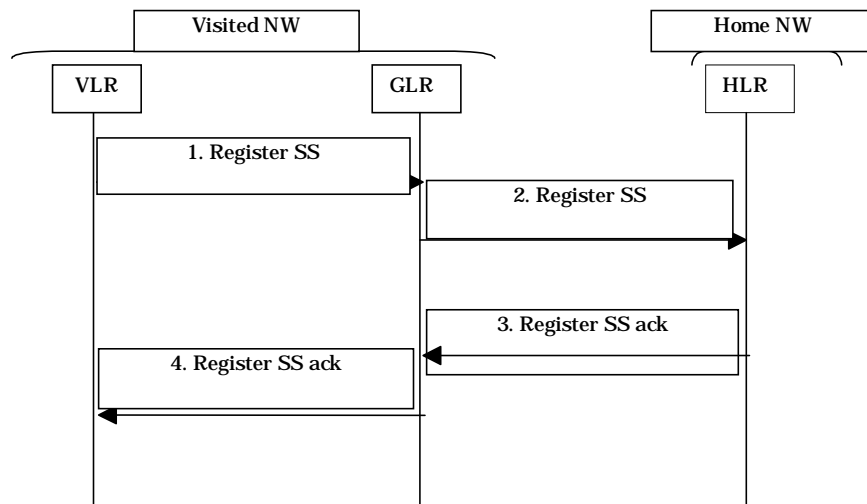 Visited NW
Home NW
VLR
GLR
HLR
1. Register SS
2. Register SS
3. Register SS ack
4. Register SS ack